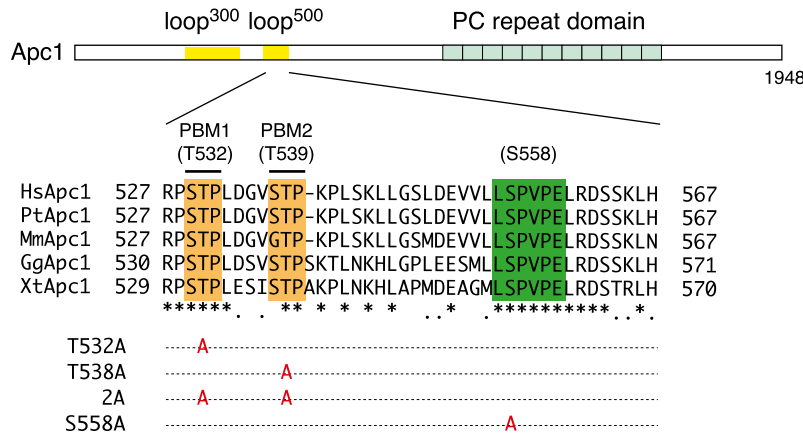 loop300 loop500 PC repeat domain
Apc1
1948
PBM1 PBM2
(T532) (T539) (S558)
HsApc1 527 RPSTPLDGVSTP-KPLSKLLGSLDEVVLLSPVPELRDSSKLH 567
PtApc1 527 RPSTPLDGVSTP-KPLSKLLGSLDEVVLLSPVPELRDSSKLH 567
MmApc1 527 RPSTPLDSVGTP-KPLSKLLGSMDEVVLLSPVPELRDSSKLN 567
GgApc1 530 RPSTPLDSVSTPSKTLNKHLGPLEESMLLSPVPELRDSSKLH 571
XtApc1 529 RPSTPLESISTPAKPLNKHLAPMDEAGMLSPVPELRDSTRLH 570
******. . ** * * * * ..* .**********..*.
T532A A
T538A A
2A A A
S558A A